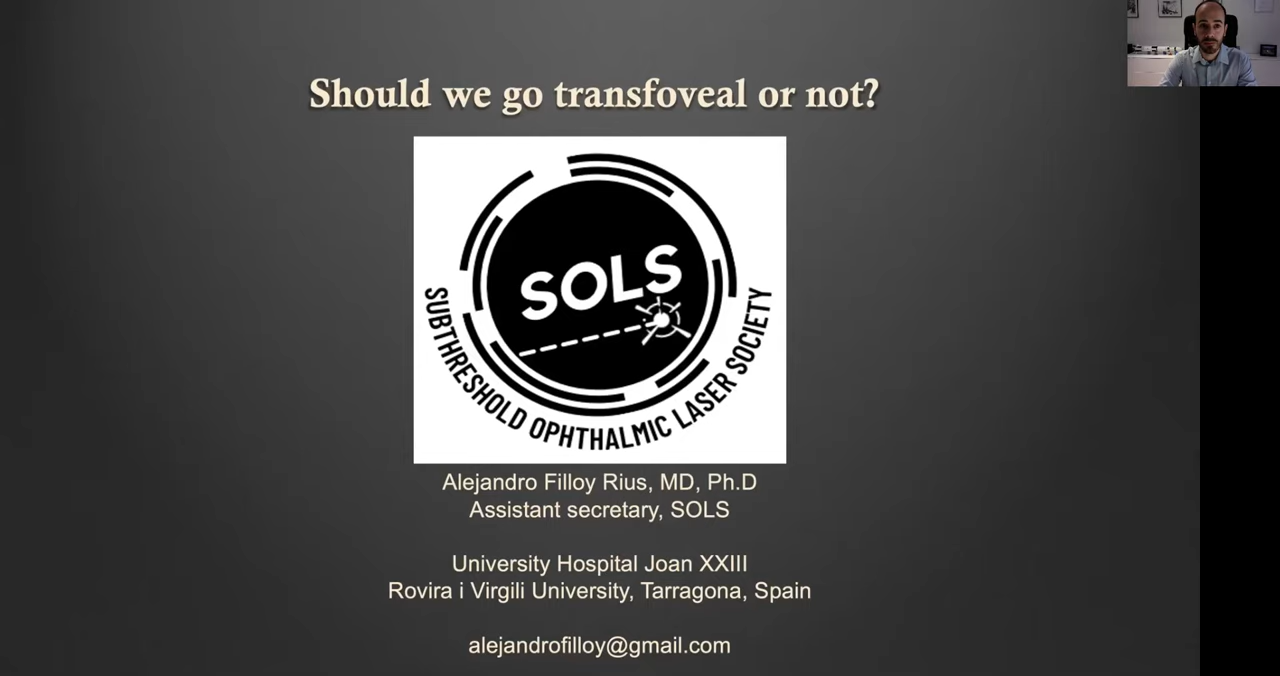 Should we go transfoveal or not?
SOLS
SUBTHRESHOLD OPHTHALMIC LASER SOCIETY
Alejandro Filloy Rius, MD, Ph.D
Assistant secretary, SOLS
University Hospital Joan XXIII
Rovira i Virgili University, Tarragona, Spain
alejandrofilloy@gmail.com